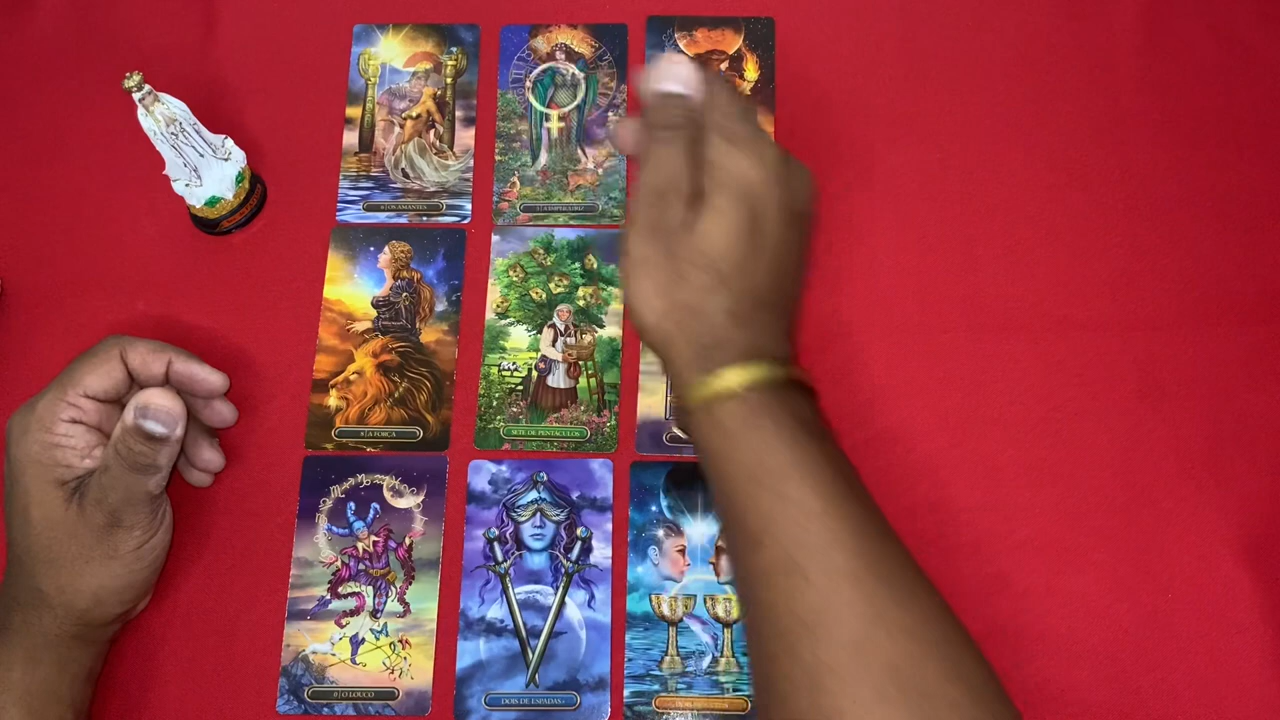 6 | OS AMANTES
3 | A IMPERATRIZ
8 | A FORÇA
SETE DE PENTÁCULOS
0 | O LOUCO
DOIS DE ESPADAS